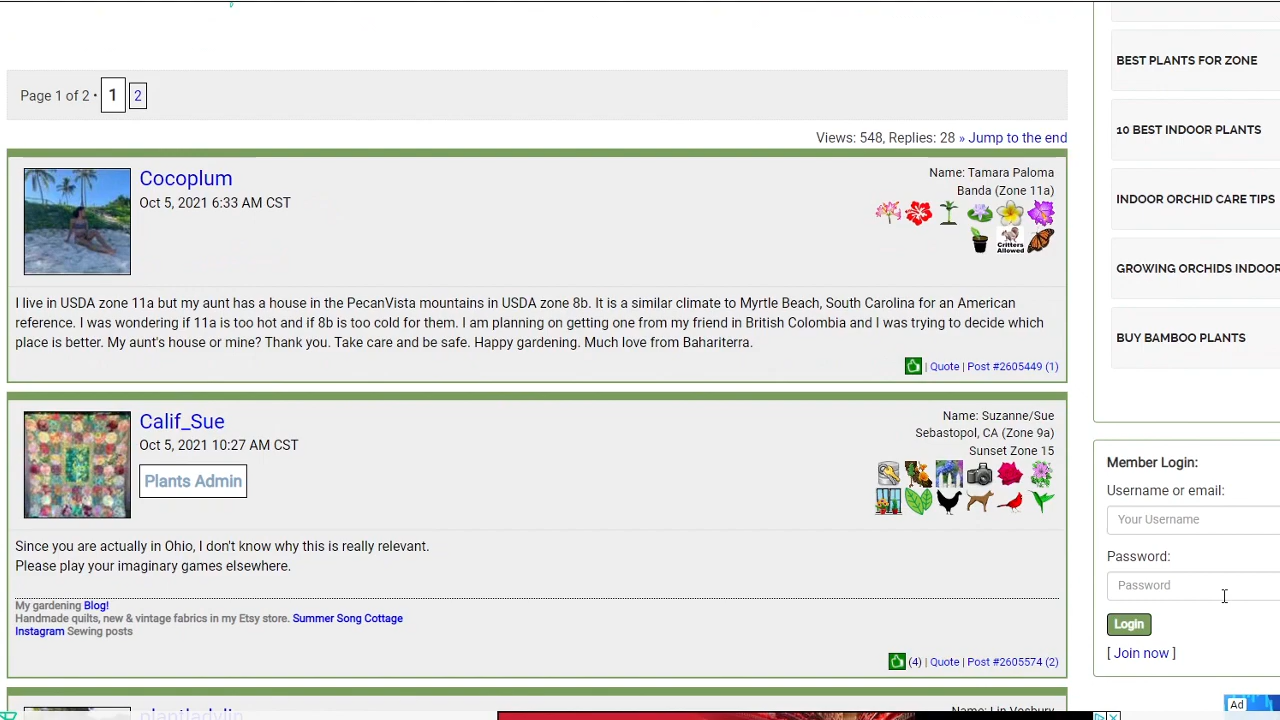 BEST PLANTS FOR ZONE
Page 1 of 2 • 1 2
10 BEST INDOOR PLANTS
Views: 548, Replies: 28 » Jump to the end
Cocoplum
Oct 5, 2021 6:33 AM CST
Name: Tamara Paloma
Banda (Zone 11a)
Critters
Allowed
INDOOR ORCHID CARE TIPS
GROWING ORCHIDS INDOOR
I live in USDA zone 11a but my aunt has a house in the PecanVista mountains in USDA zone 8b. It is a similar climate to Myrtle Beach, South Carolina for an American
reference. I was wondering if 11a is too hot and if 8b is too cold for them. I am planning on getting one from my friend in British Colombia and I was trying to decide which
place is better. My aunt's house or mine? Thank you. Take care and be safe. Happy gardening. Much love from Bahariterra.
BUY BAMBOO PLANTS
| Quote | Post #2605449 (1)
Calif_Sue
Oct 5, 2021 10:27 AM CST
Plants Admin
Name: Suzanne/Sue
Sebastopol, CA (Zone 9a)
Sunset Zone 15
Since you are actually in Ohio, I don't know why this is really relevant.
Please play your imaginary games elsewhere.
My gardening Blog!
Handmade quilts, new & vintage fabrics in my Etsy store. Summer Song Cottage
Instagram Sewing posts
(4) | Quote | Post #2605574 (2)
Member Login:
Username or email:
Your Username
Password:
Password
Login
[ Join now ]
Ad
plantladylin
Name: Lin Vosbury